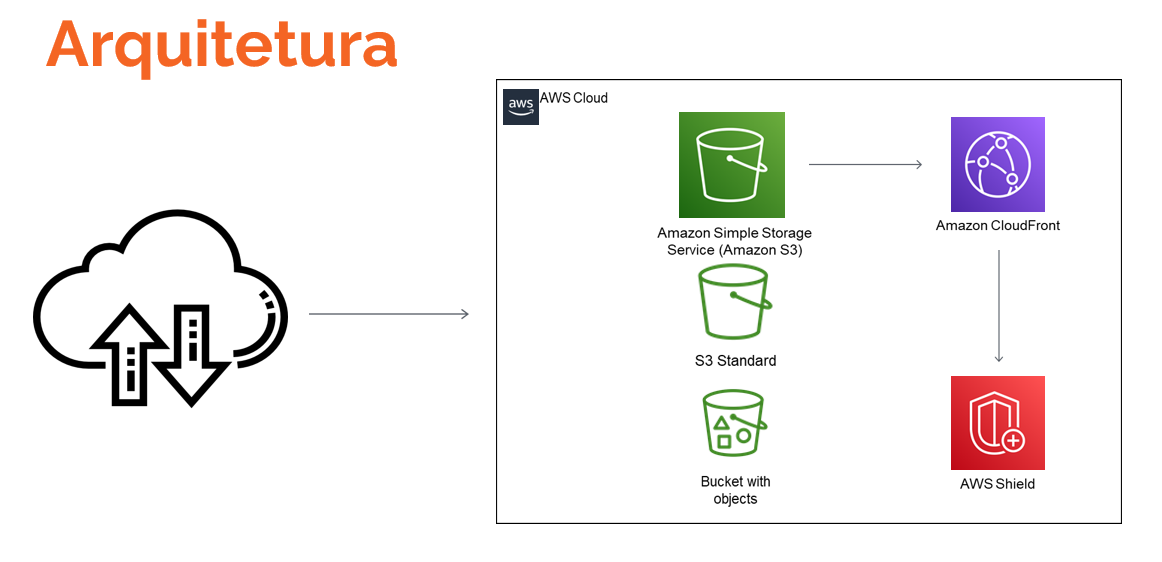 Arquitetura
aws
AWS Cloud
Amazon Simple Storage
Service (Amazon S3)
Amazon CloudFront
S3 Standard
Bucket with
objects
AWS Shield